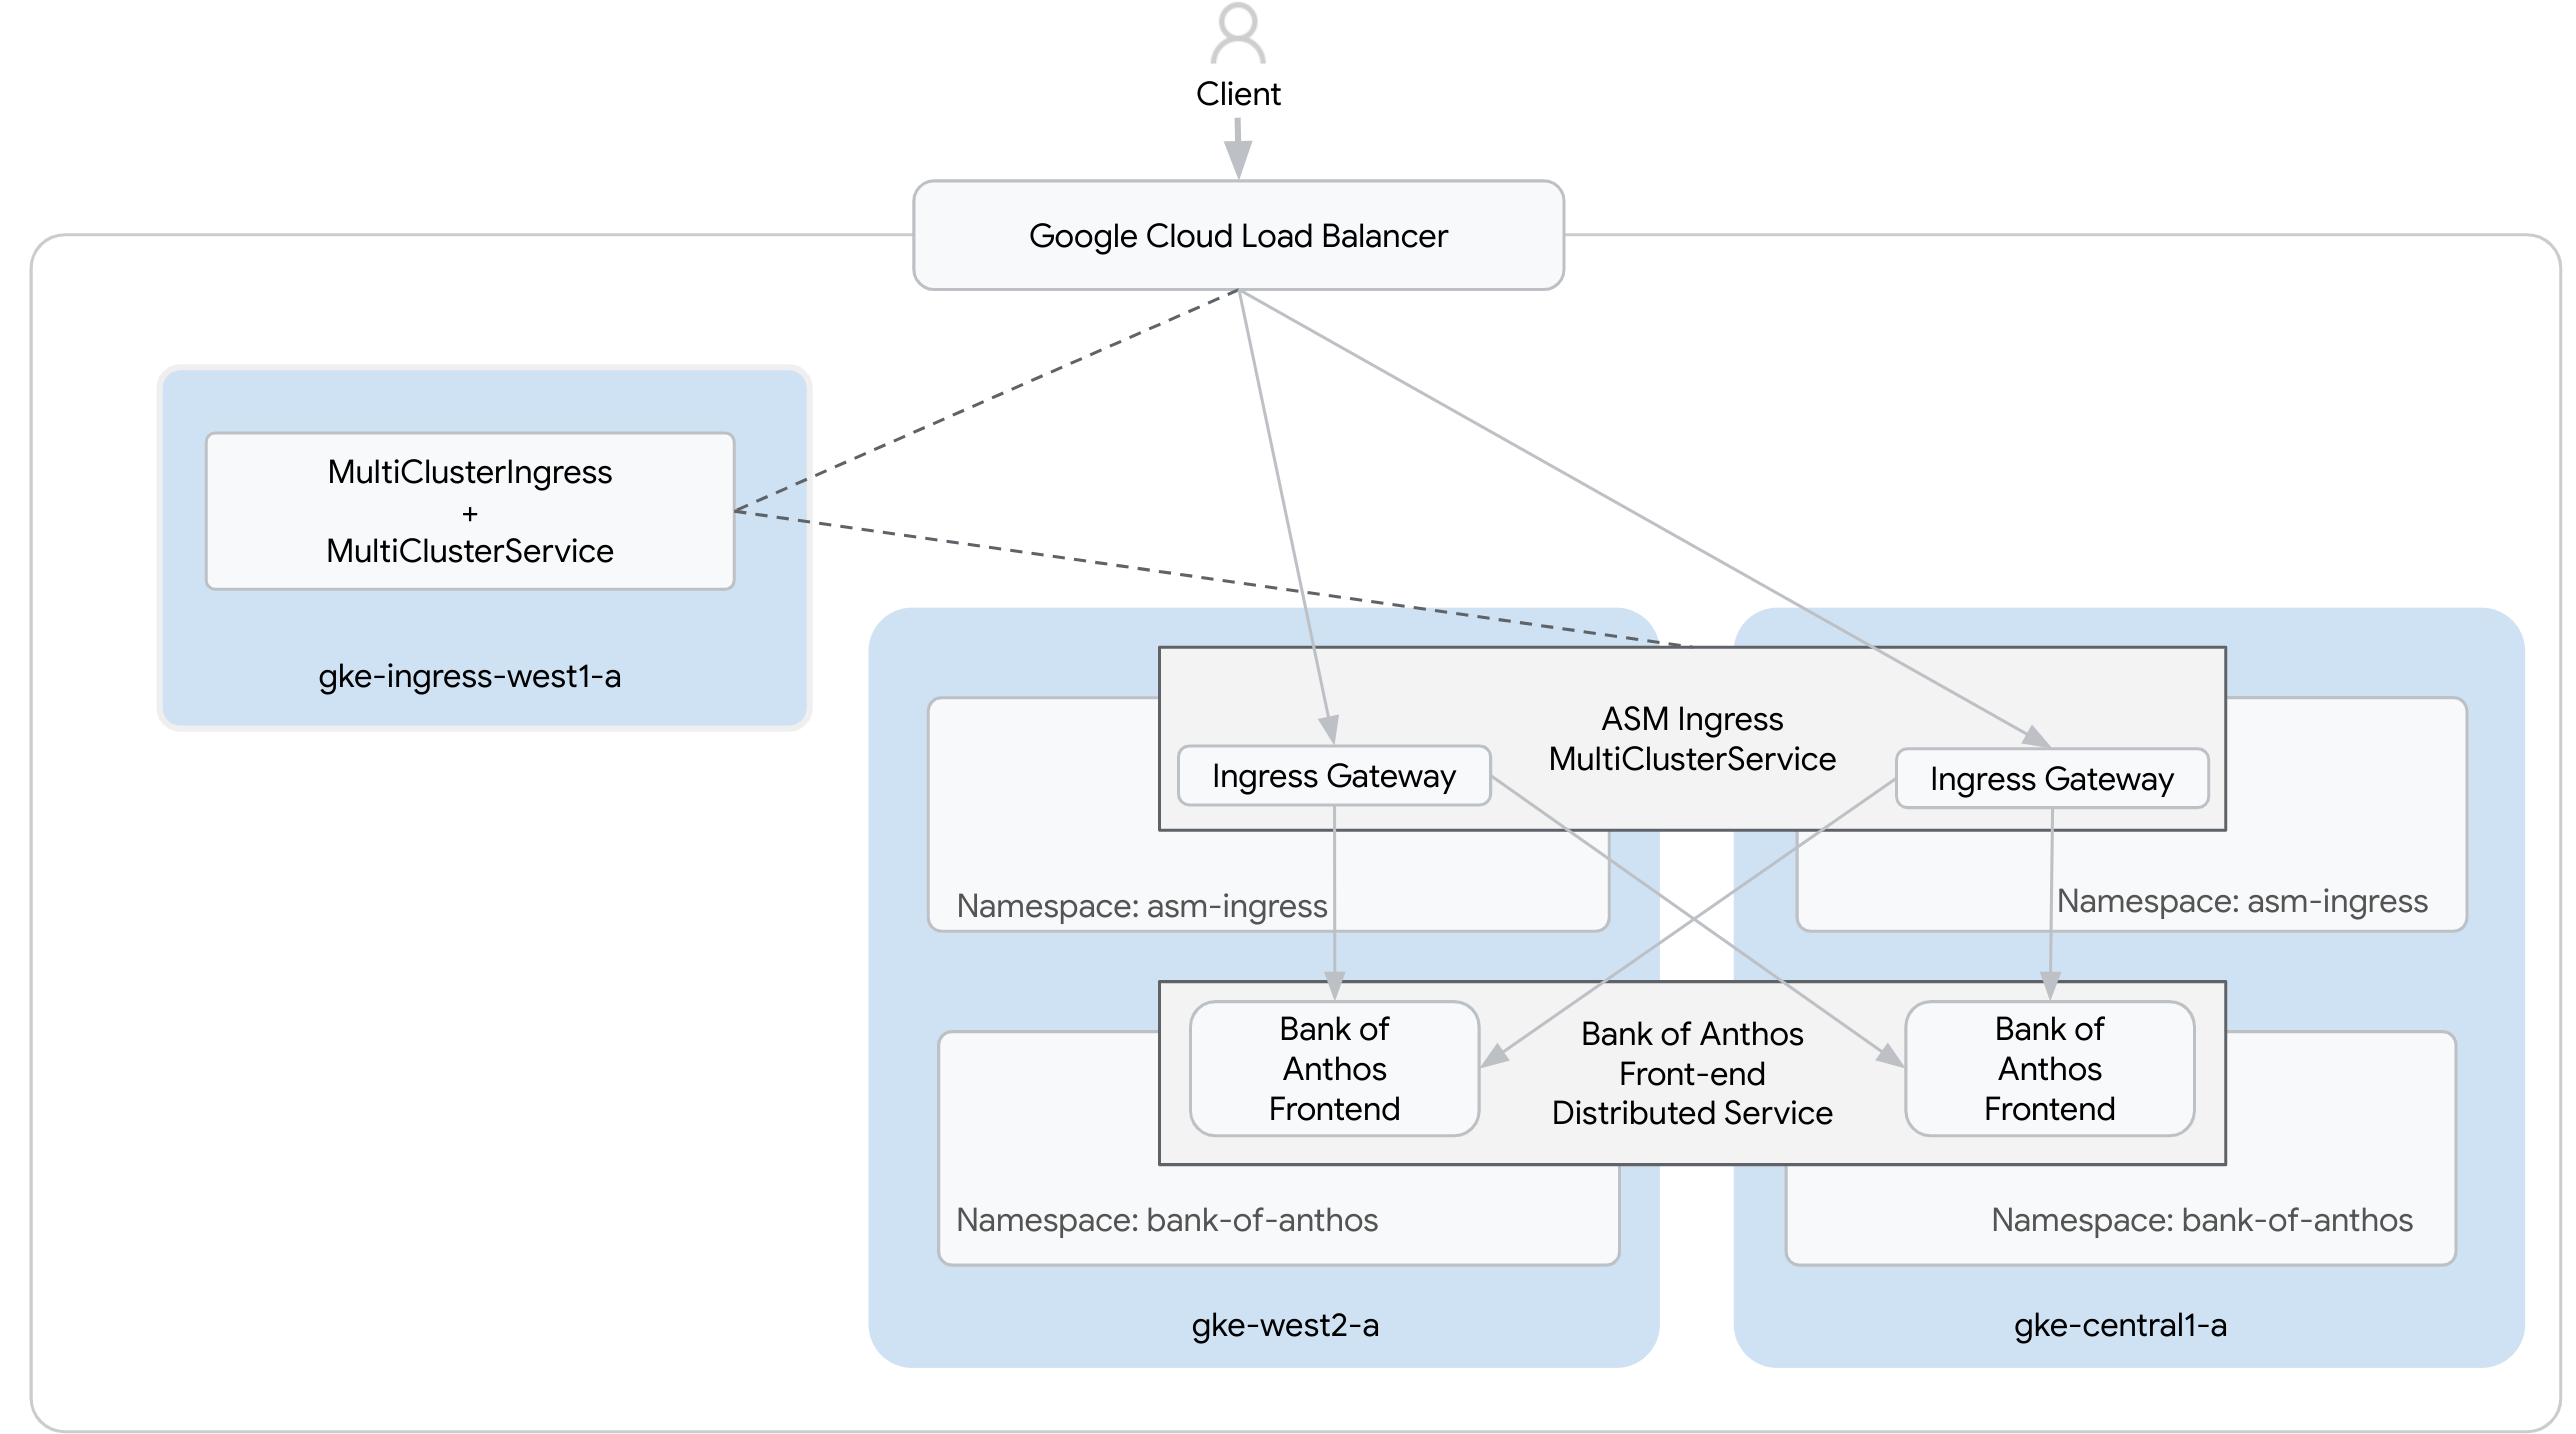 Client
Google Cloud Load Balancer
MultiClusterIngress
+
MultiClusterService
gke-ingress-west1-a
ASM Ingress
MultiClusterService
Ingress Gateway
Ingress Gateway
Namespace: asm-ingress
Namespace: asm-ingress
Bank of
Anthos
Frontend
Bank of Anthos
Front-end
Distributed Service
Bank of
Anthos
Frontend
Namespace: bank-of-anthos
Namespace: bank-of-anthos
gke-west2-a
gke-central1-a